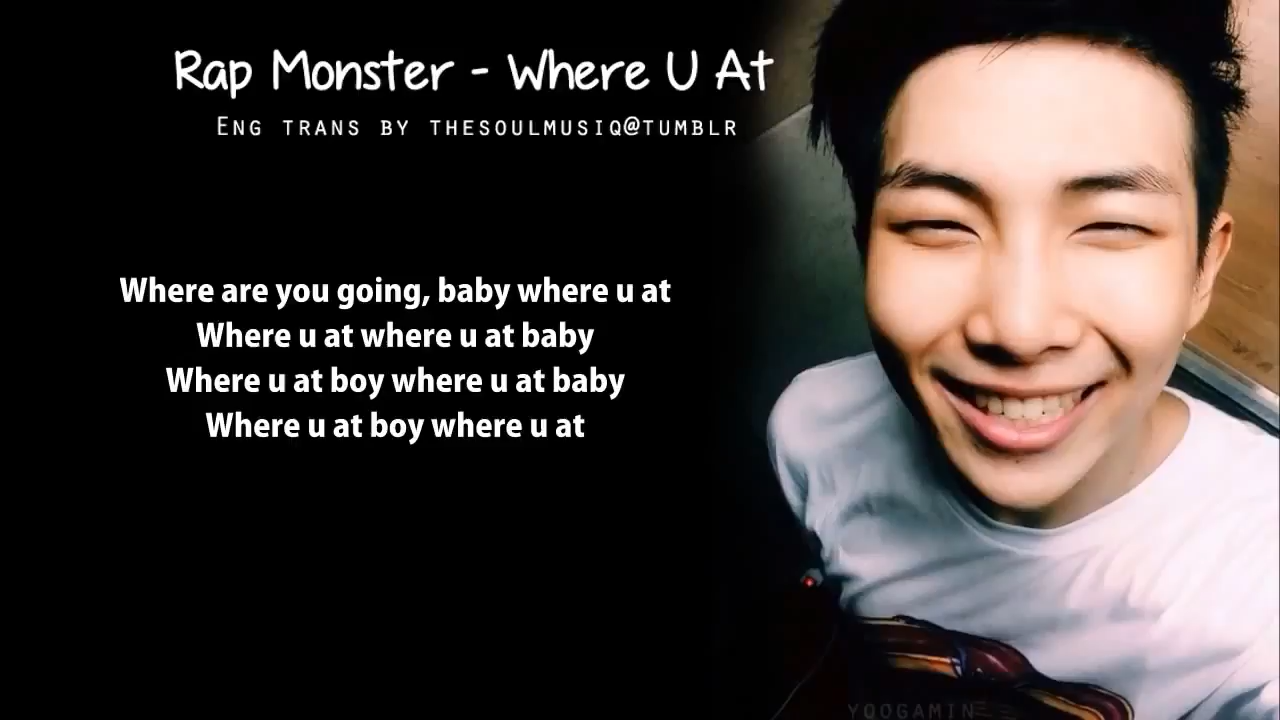 Rap Monster - Where U At
Eng trans by thesoulmusiq@tumblr
Where are you going, baby where u at
Where u at where u at baby
Where u at boy where u at baby
Where u at boy where u at
YOOGAMIN